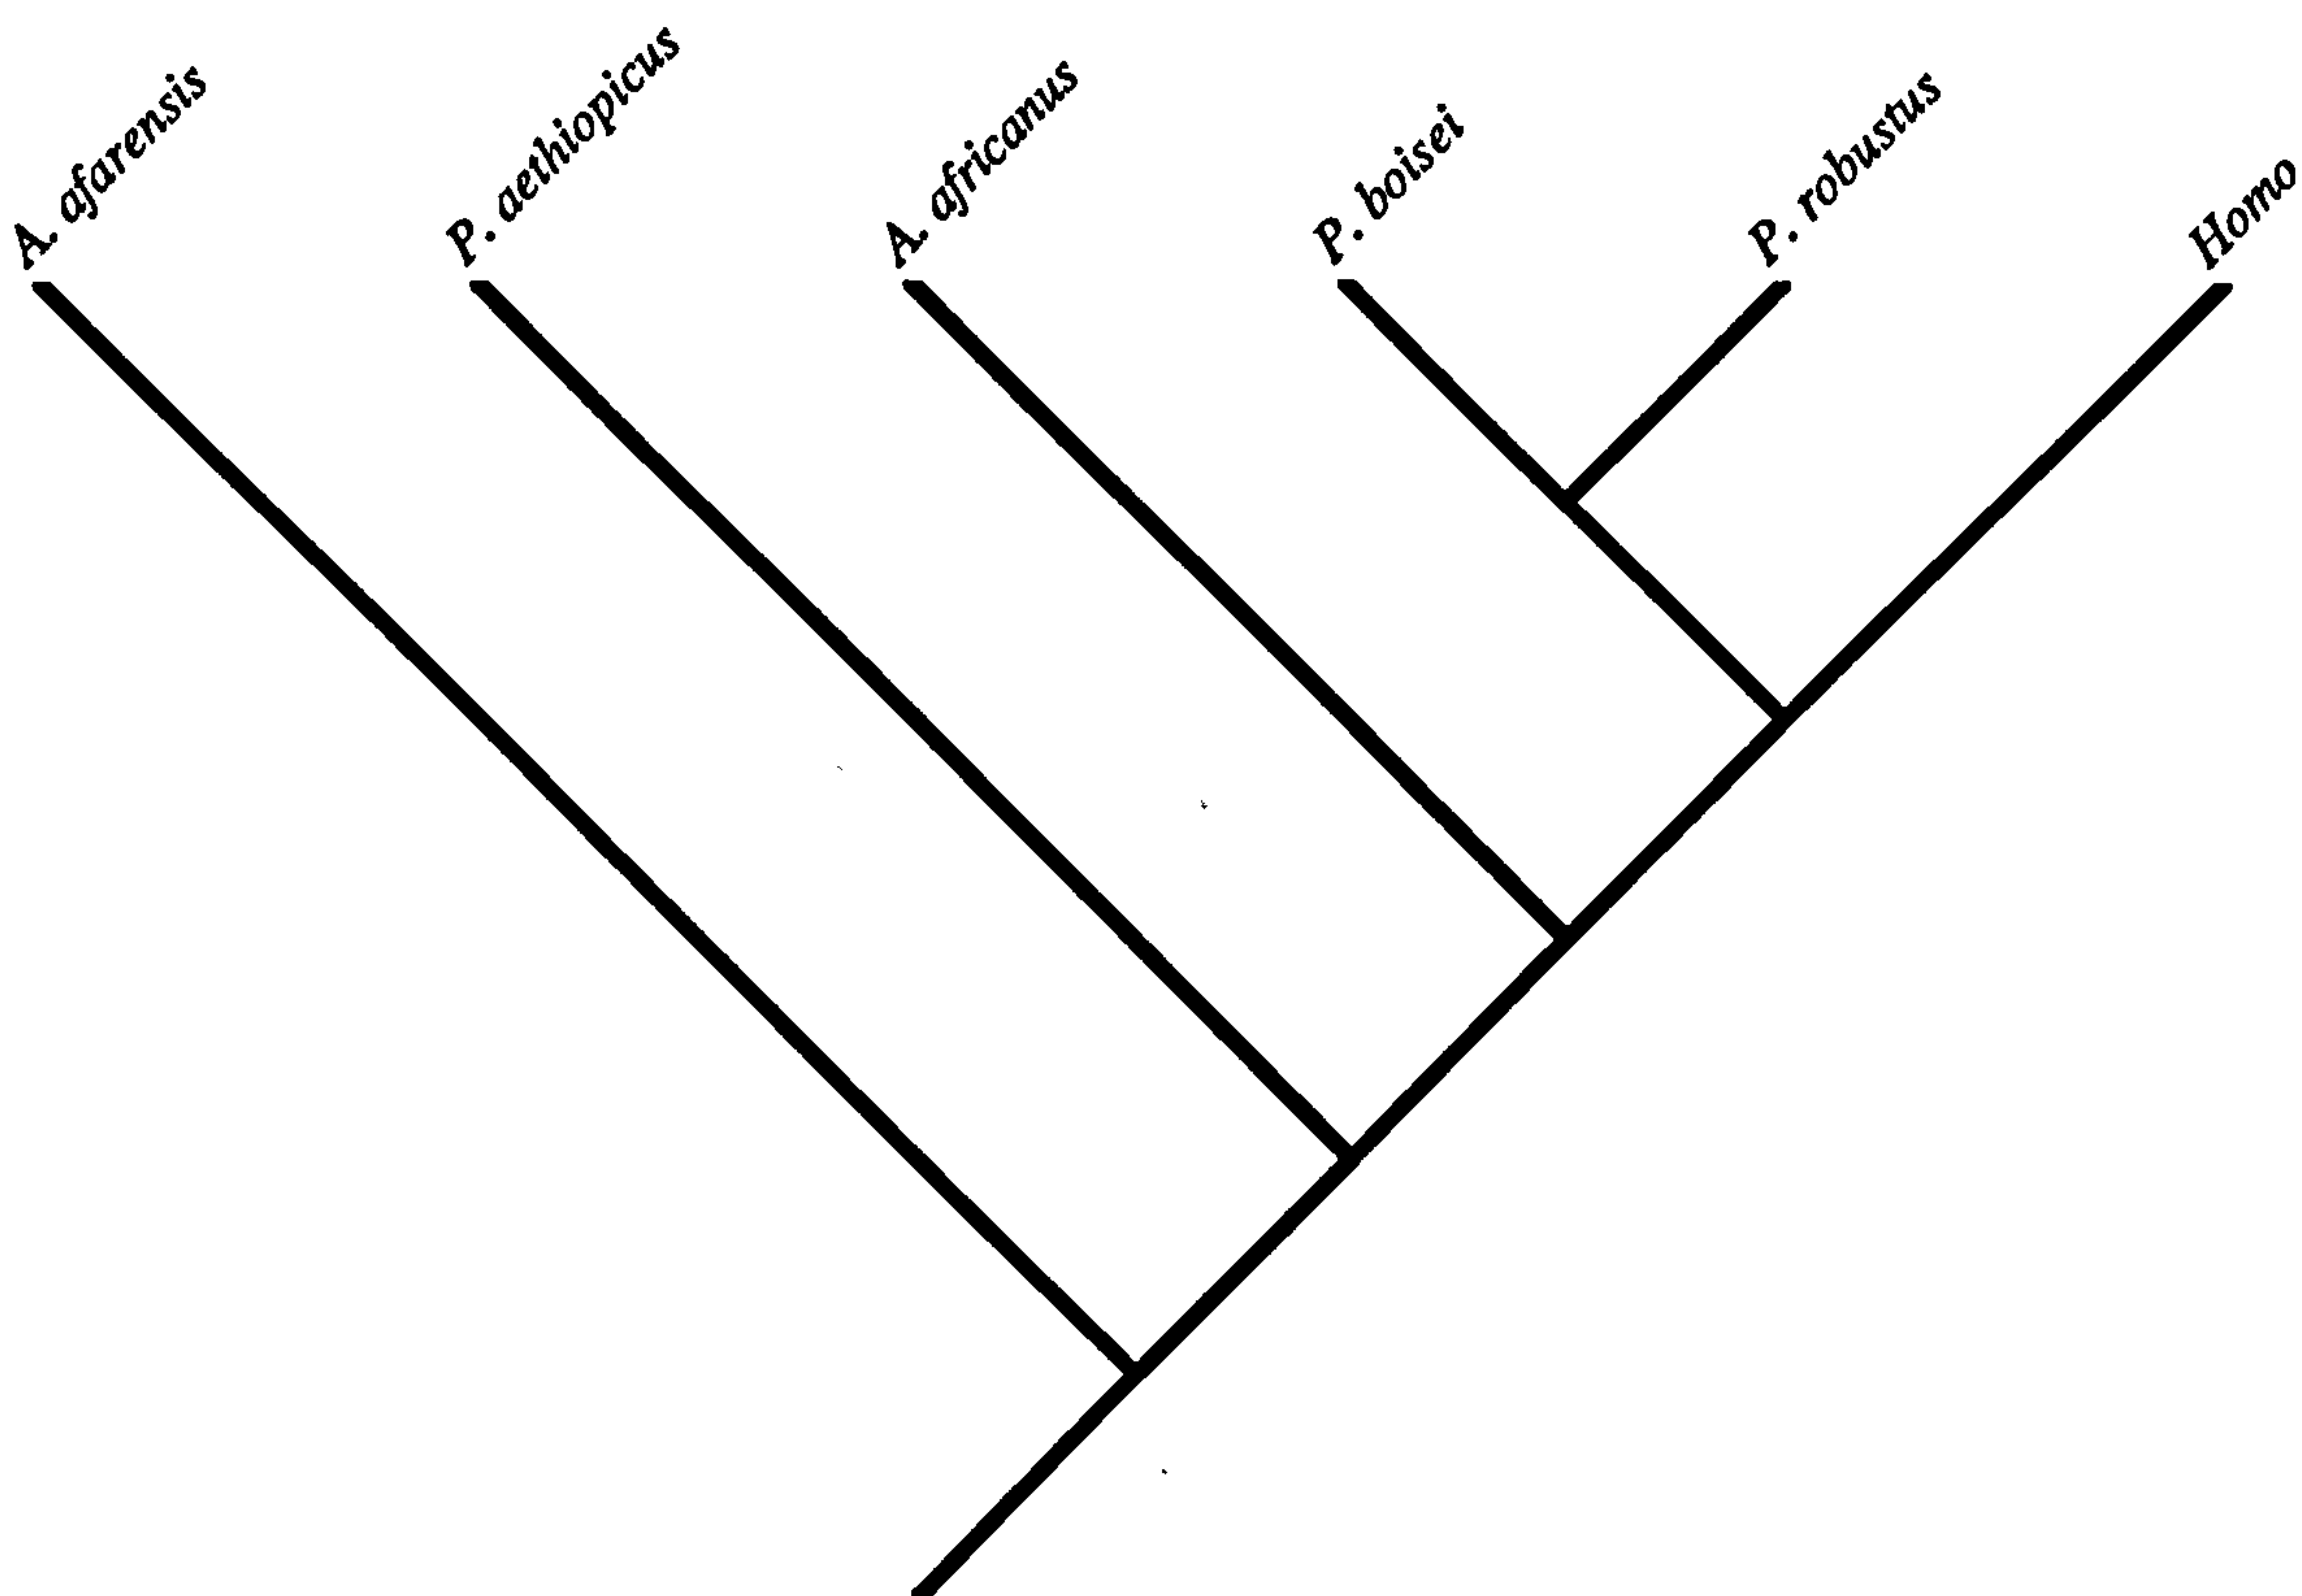 A. afarensis
P. aethiopicus
A. africanus
P. boisei
P. robustus
Homo